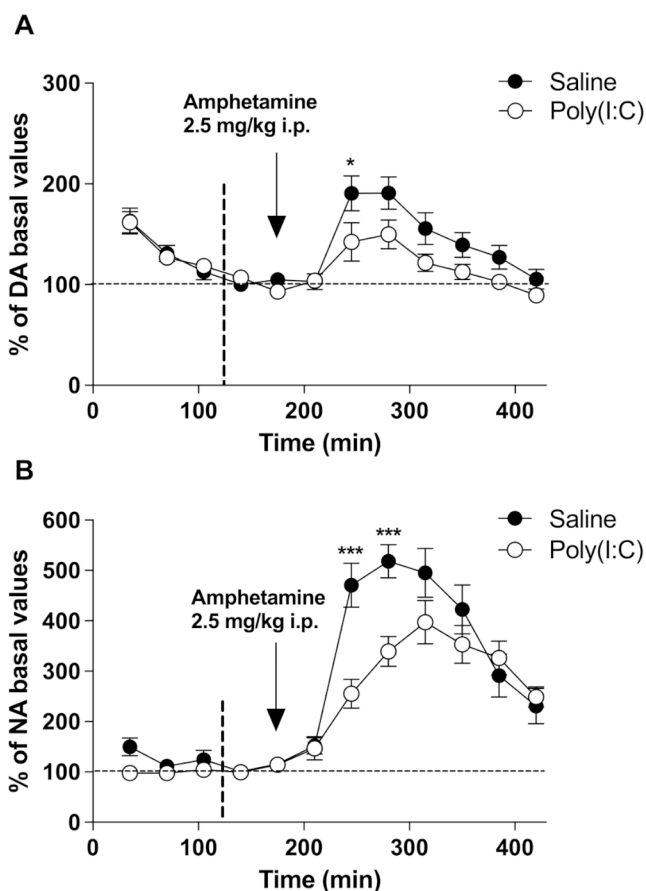 A
% of DA basal values
300
200
100
0
Amphetamine
2.5 mg/kg i.p.
*
Saline
Poly(I:C)
0 100 200 300 400
Time (min)
B
% of NA basal values
600
500
400
300
200
100
0
Amphetamine
2.5 mg/kg i.p.
*** ***
Saline
Poly(I:C)
0 100 200 300 400
Time (min)